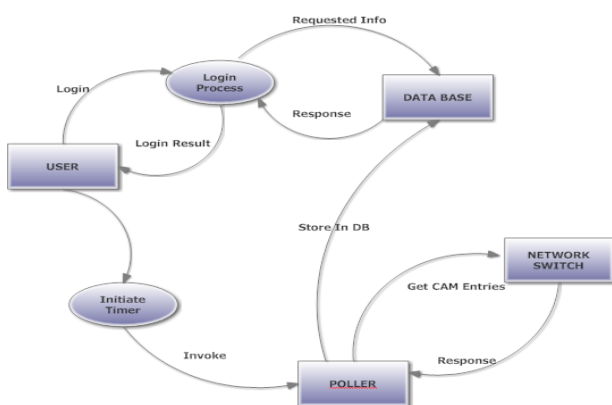 Requested Info
Login
Process
Login
DATA BASE
Response
Login Result
USER
Store In DB
NETWORK
SWITCH
Get CAM Entries
Initiate
Timer
Invoke
Response
POLLER